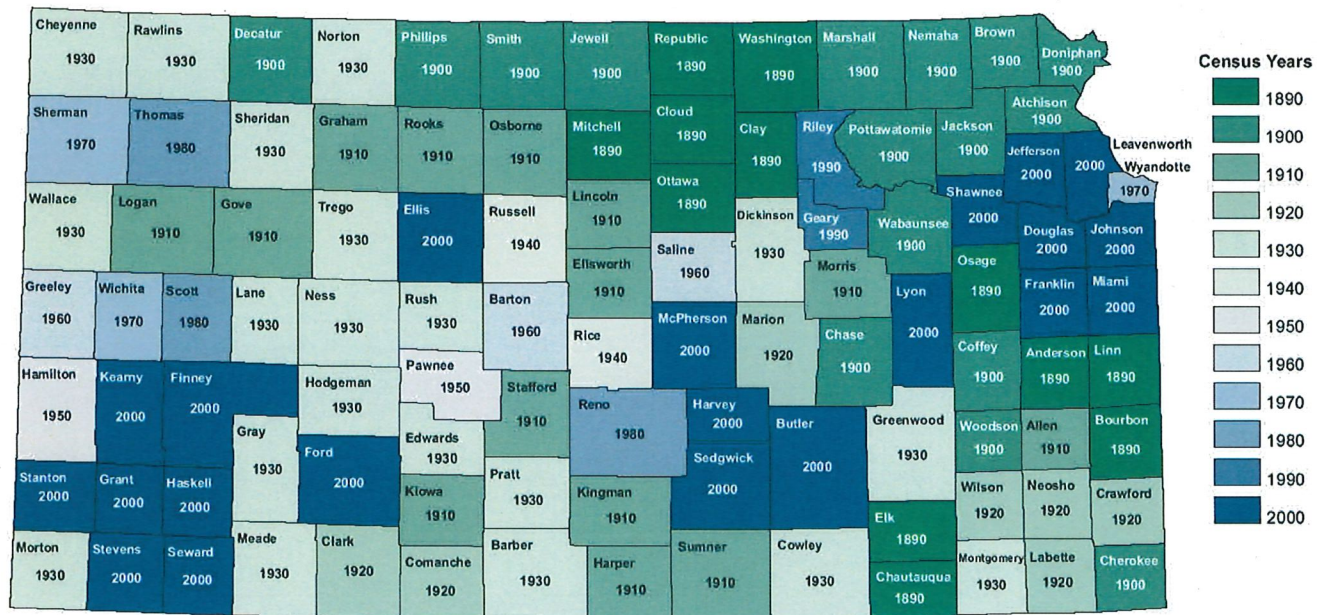 Cheyenne
1930
Rawlins
1930
Decatur
1900
Norton
1930
Phillips
1900
Smith
1900
Jewell
1900
Republic
1890
Washington
1890
Marshall
1900
Nemaha
1900
Brown
1900
Doniphan
1900
Sherman
1970
Thomas
1980
Sheridan
1930
Graham
1910
Rooks
1910
Osborne
1910
Mitchell
1890
Cloud
1890
Clay
1890
Riley
1990
Pottawatomie
1900
Jackson
1900
Atchison
1900
Jefferson
2000
Leavenworth
2000
Wyandotte
1970
Wallace
1930
Logan
1910
Gove
1910
Trego
1930
Ellis
2000
Russell
1940
Lincoln
1910
Ottawa
1890
Dickinson
1930
Geary
1990
Wabaunsee
1900
Shawnee
2000
Douglas
2000
Johnson
2000
Ellsworth
1910
Saline
1960
Morris
1910
Osage
1890
Greeley
1960
Wichita
1970
Scott
1980
Lane
1930
Ness
1930
Rush
1930
Barton
1960
Rice
1940
McPherson
2000
Marion
1920
Chase
1900
Lyon
2000
Franklin
2000
Miami
2000
Hamilton
1950
Kearny
2000
Finney
2000
Hodgeman
1930
Pawnee
1950
Stafford
1910
Reno
1980
Harvey
2000
Butler
2000
Greenwood
1930
Coffey
1900
Anderson
1890
Linn
1890
Gray
1930
Ford
2000
Edwards
1930
Sedgwick
2000
Woodson
1900
Allen
1910
Bourbon
1890
Stanton
2000
Grant
2000
Haskell
2000
Kiowa
1910
Pratt
1930
Kingman
1910
Elk
1890
Wilson
1920
Neosho
1920
Crawford
1920
Morton
1930
Stevens
2000
Seward
2000
Meade
1930
Clark
1920
Comanche
1920
Barber
1930
Harper
1910
Sumner
1910
Cowley
1930
Chautauqua
1890
Montgomery
1930
Labette
1920
Cherokee
1900
Census Years
1890
1900
1910
1920
1930
1940
1950
1960
1970
1980
1990
2000